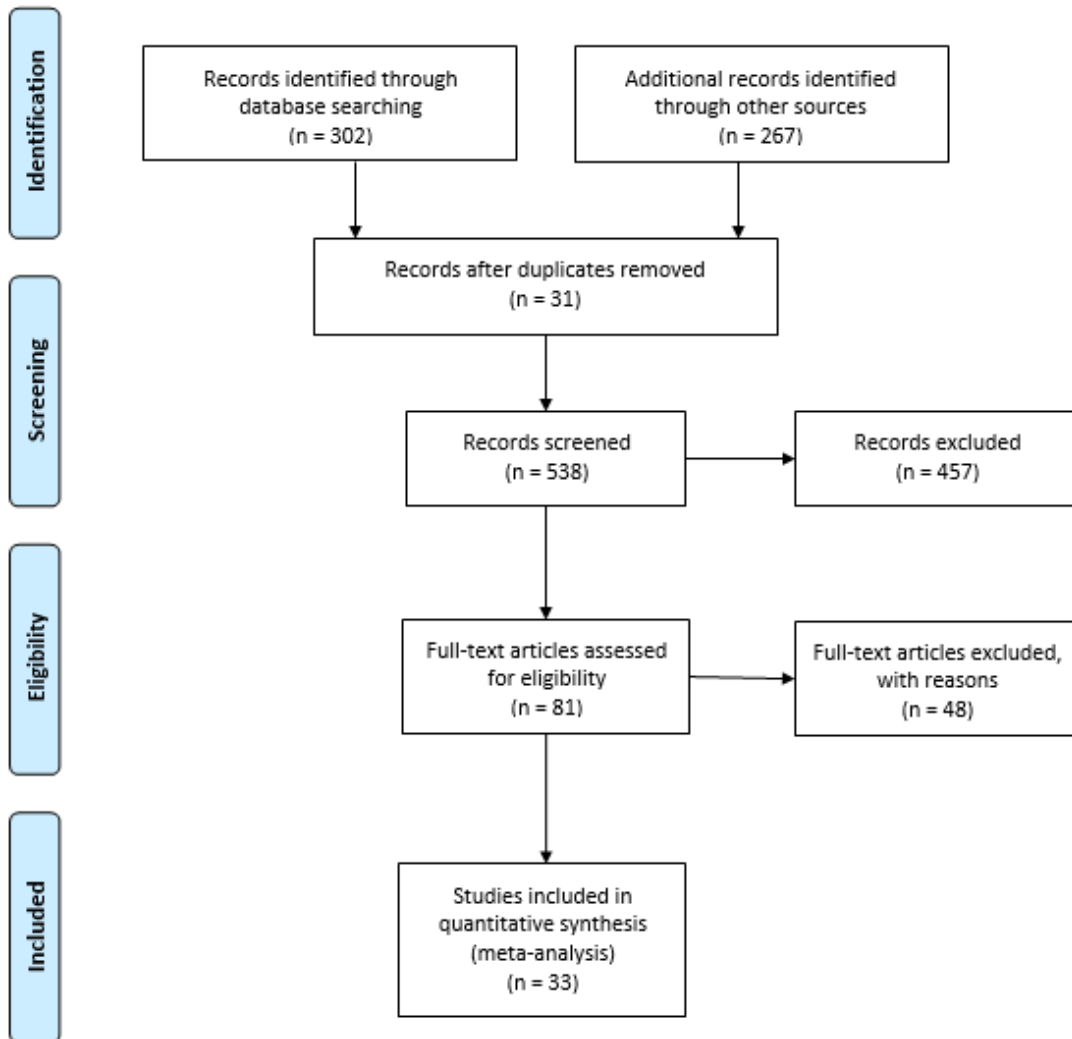 Identification
Records identified through
database searching
(n = 302)
Additional records identified
through other sources
(n = 267)
Records after duplicates removed
(n = 31)
Screening
Records screened
(n = 538)
Records excluded
(n = 457)
Eligibility
Full-text articles assessed
for eligibility
(n = 81)
Full-text articles excluded,
with reasons
(n = 48)
Included
Studies included in
quantitative synthesis
(meta-analysis)
(n = 33)